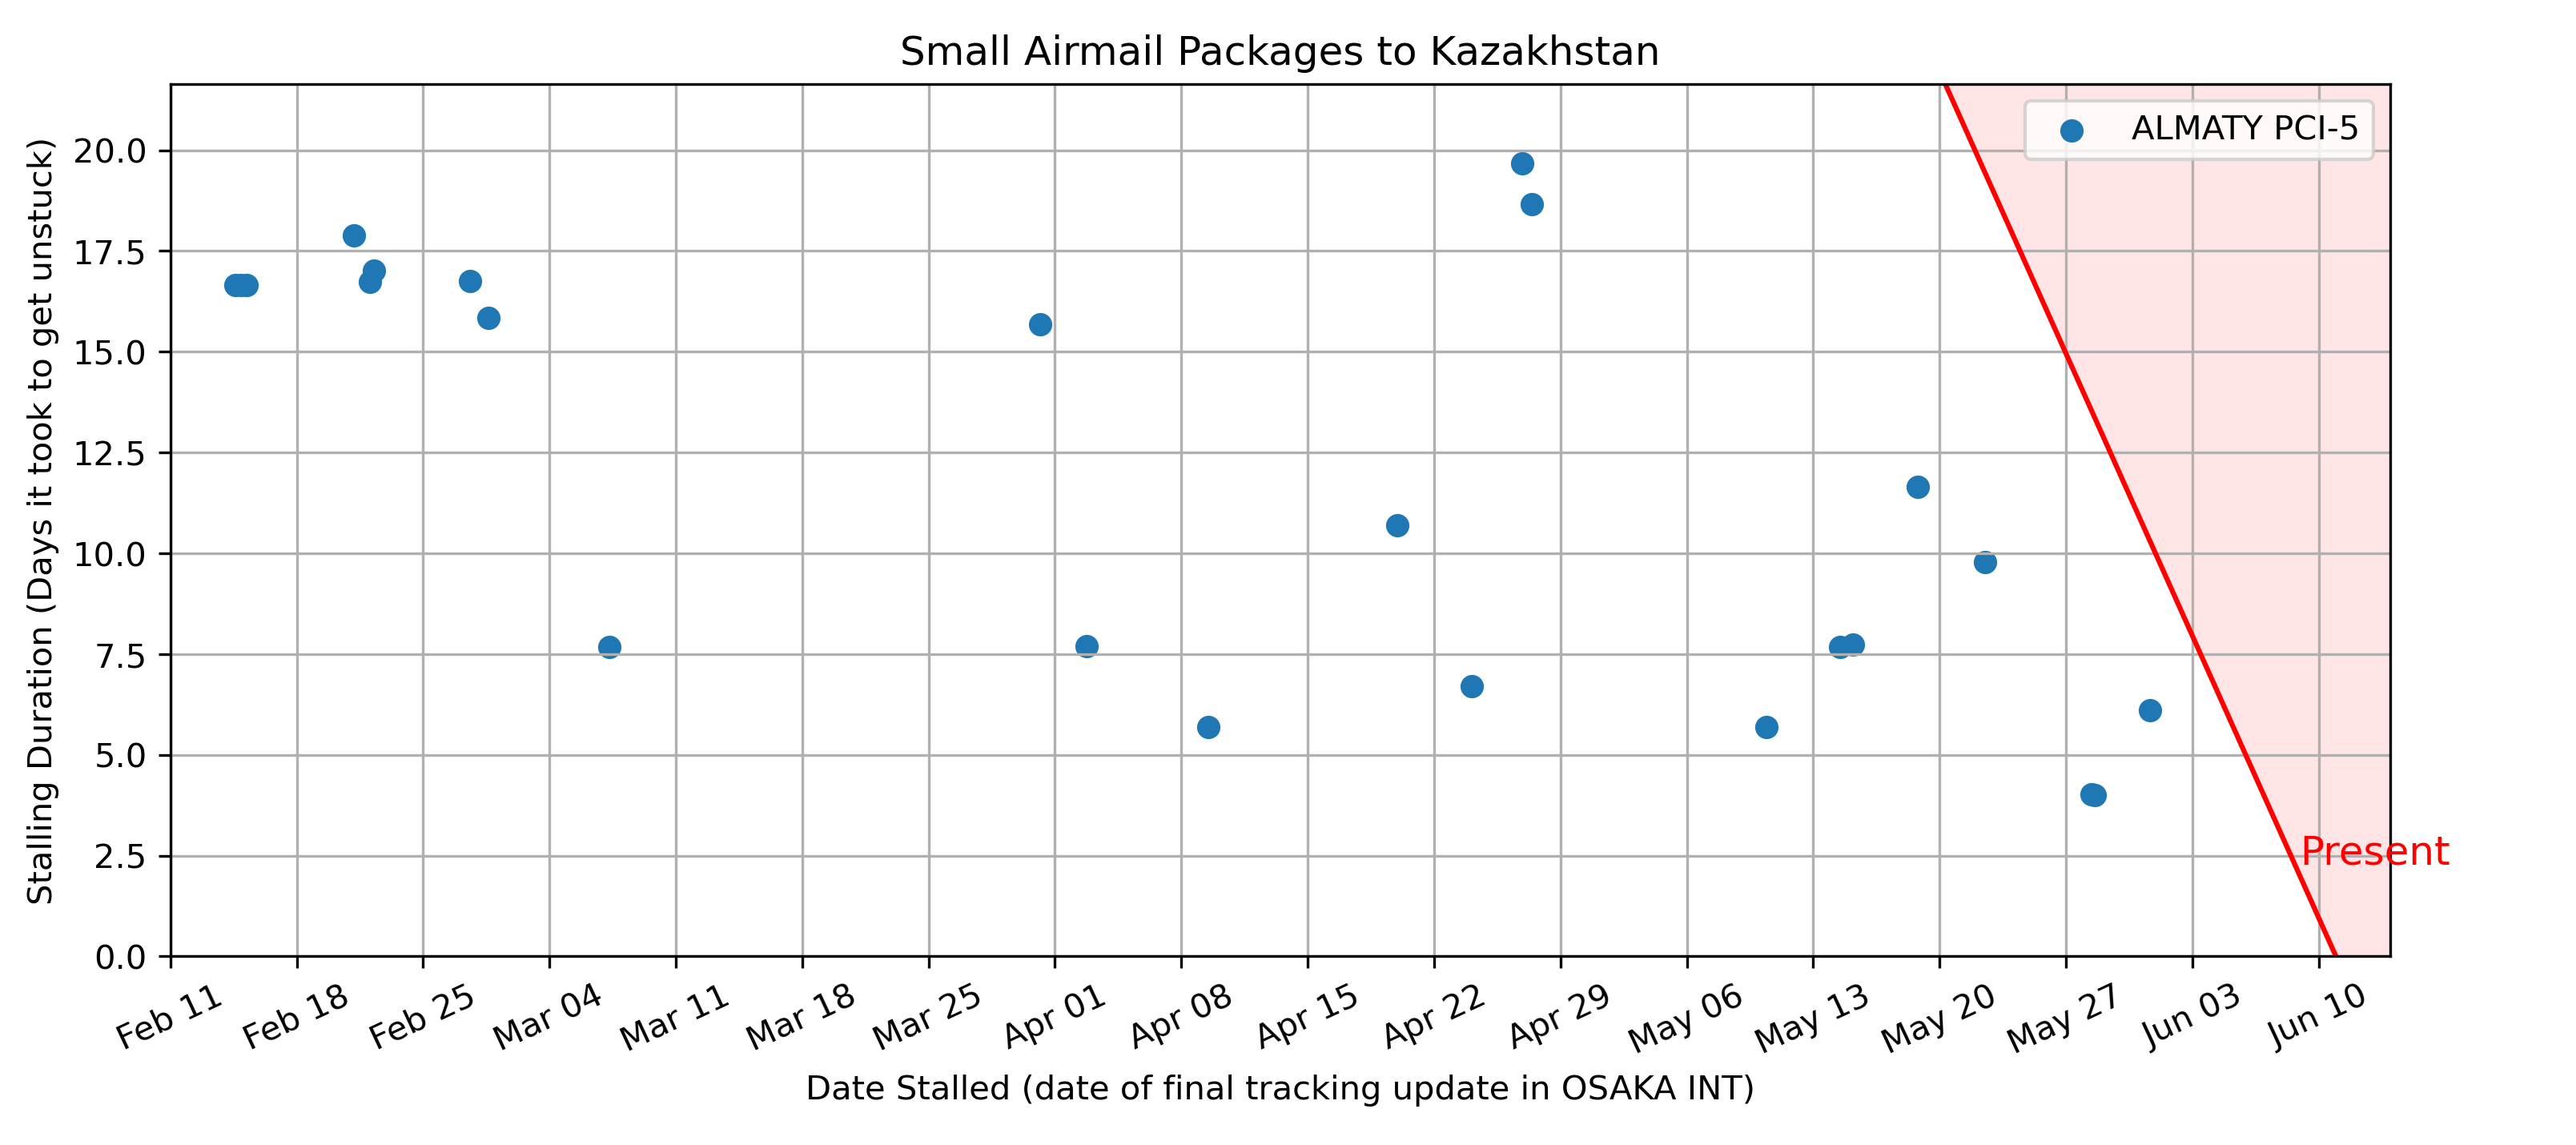 Small Airmail Packages to Kazakhstan
ALMATY PCI-5
Stalling Duration (Days it took to get unstuck)
20.0
17.5
15.0
12.5
10.0
7.5
5.0
2.5
0.0
Present
Feb 11
Feb 18
Feb 25
Mar 04
Mar 11
Mar 18
Mar 25
Apr 01
Apr 08
Apr 15
Apr 22
Apr 29
May 06
May 13
May 20
May 27
Jun 03
Jun 10
Date Stalled (date of final tracking update in OSAKA INT)